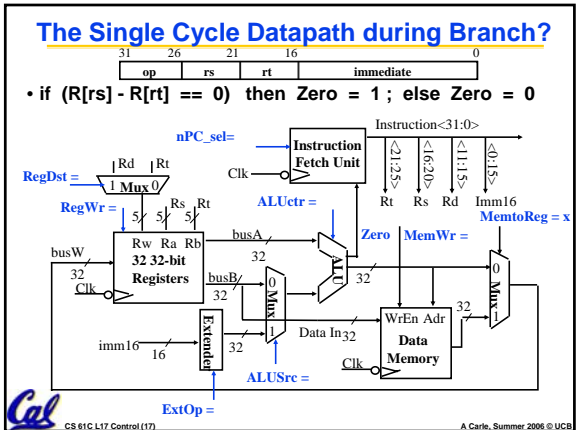 The Single Cycle Datapath during Branch?
31 26 21 16 0
op rs rt immediate
• if (R[rs] - R[rt] == 0) then Zero = 1 ; else Zero = 0
Instruction<31:0>
nPC_sel=
Instruction
Fetch Unit
Clk
<21:25>
<16:20>
<11:15>
<0:15>
Rd Rt
RegDst =
1 Mux 0
Rt Rs Rd Imm16
RegWr =
Rs Rt
5 5 5
ALUctr =
MemtoReg = x
Zero MemWr =
busA
Rw Ra Rb
busW
32
32 32-bit
Registers
32
ALU
busB
32
0
Mux
1
32
0
Mux
1
32
Clk
WrEn Adr
Data In 32
Data
Memory
imm16
16
Extender
32
Clk
ALUSrc =
ExtOp =
Cal
CS 61C L17 Control (17)
A Carle, Summer 2006 © UCB